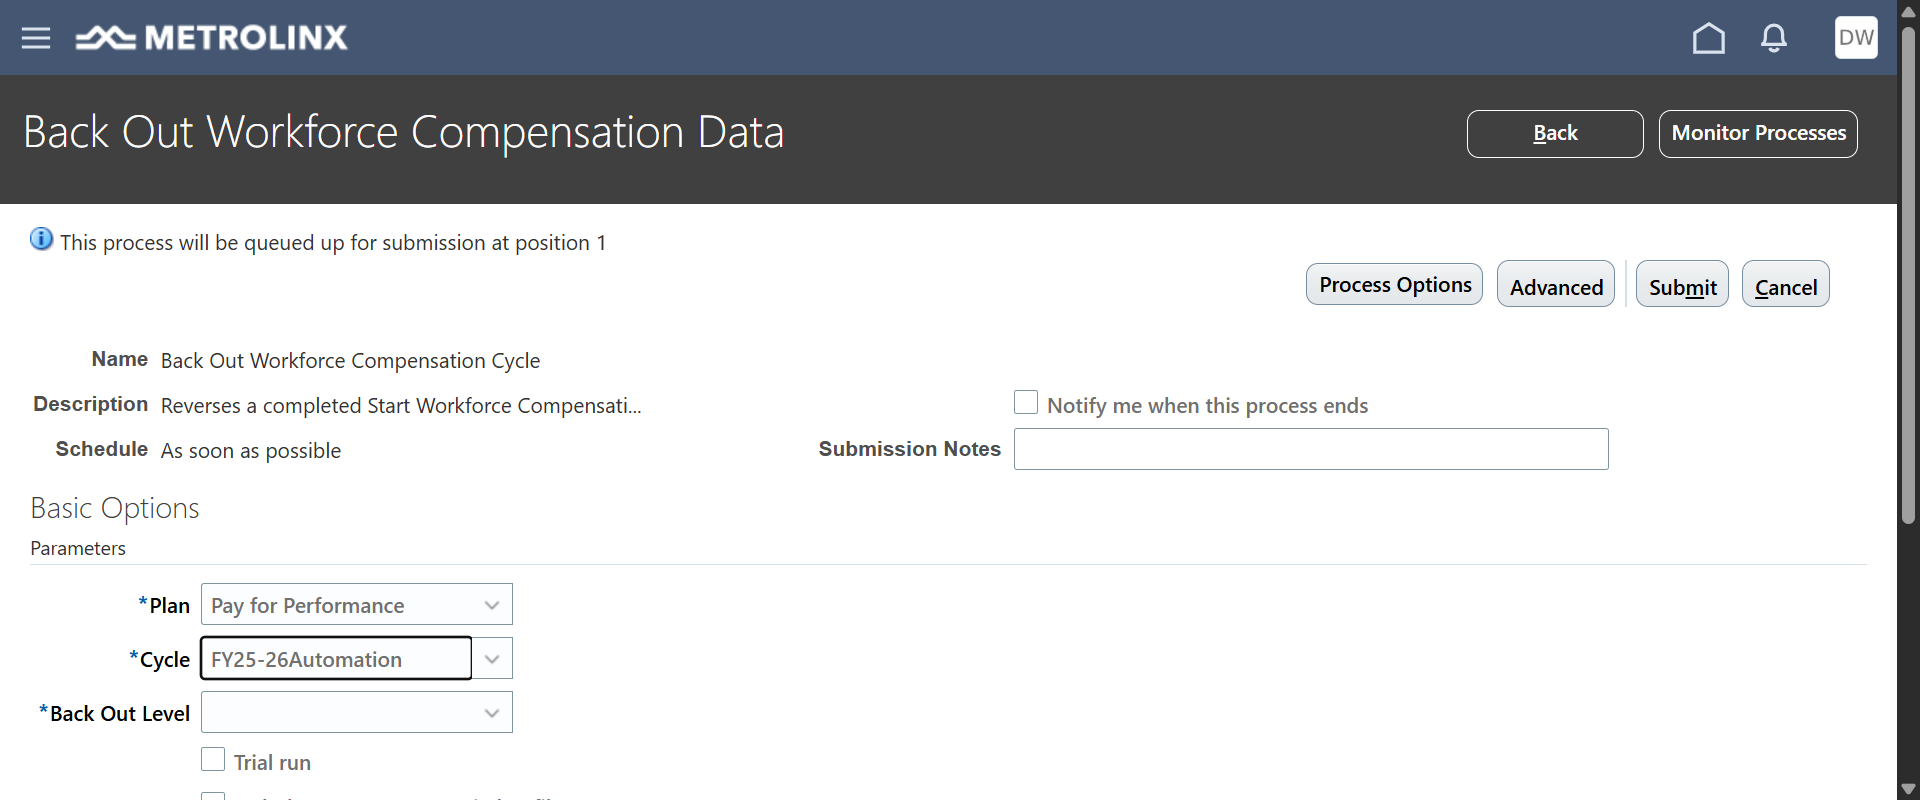 METROLINX
DW
Back Out Workforce Compensation Data
Back
Monitor Processes
This process will be queued up for submission at position 1
Process Options
Advanced
Submit
Cancel
Name Back Out Workforce Compensation Cycle
Description Reverses a completed Start Workforce Compensati...
Notify me when this process ends
Schedule As soon as possible
Submission Notes
Basic Options
Parameters
*Plan Pay for Performance
*Cycle FY25-26Automation
*Back Out Level
Trial run